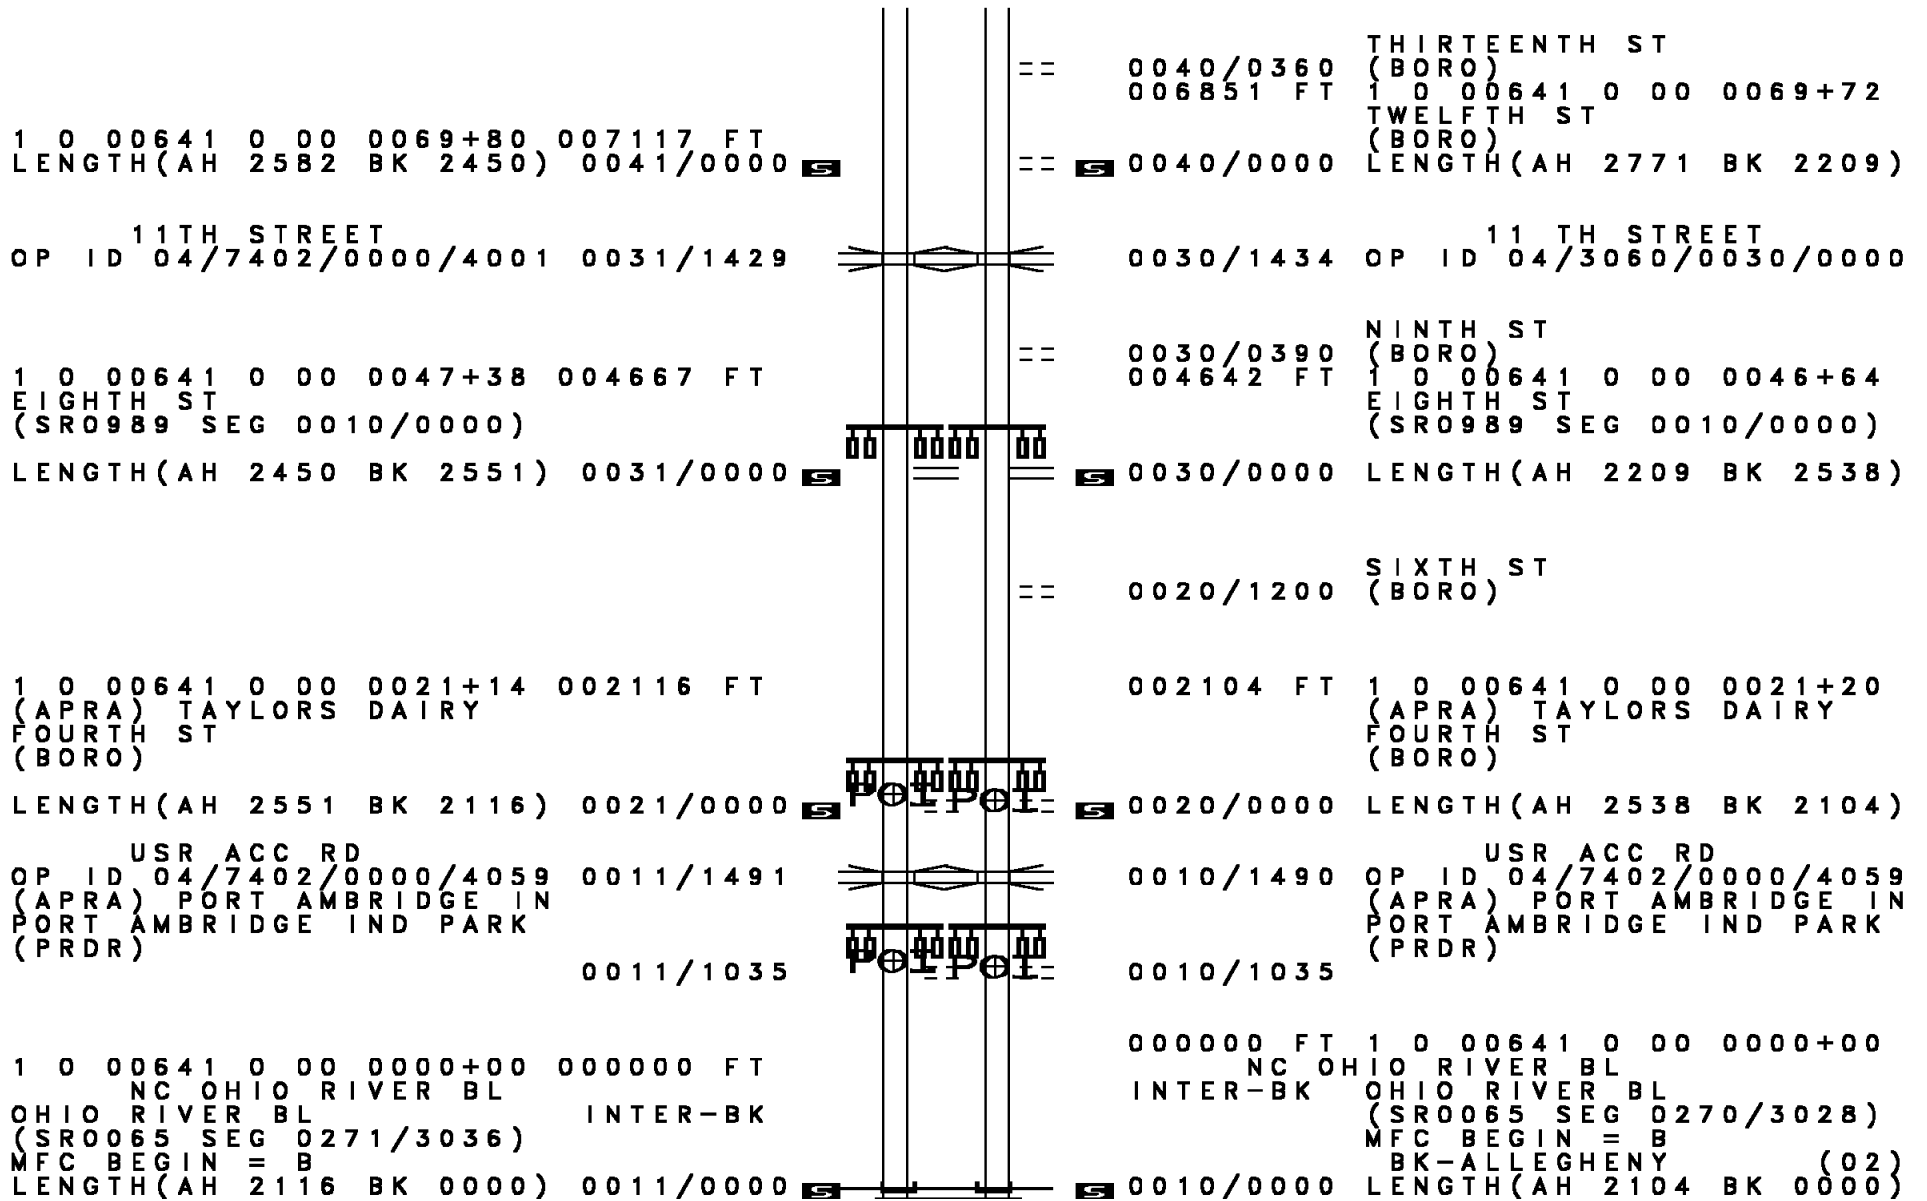 THIRTEENTH ST
0040/0360 (BORO)
006851 FT 1 0 00641 0 00 0069+72
TWELFTH ST
1 0 00641 0 00 0069+80 007117 FT (BORO)
LENGTH(AH 2582 BK 2450) 0041/0000 S S 0040/0000 LENGTH(AH 2771 BK 2209)
11TH STREET 11 TH STREET
OP ID 04/7402/0000/4001 0031/1429 0030/1434 OP ID 04/3060/0030/0000
NINTH ST
0030/0390 (BORO)
1 0 00641 0 00 0047+38 004667 FT 004642 FT 1 0 00641 0 00 0046+64
EIGHTH ST EIGHTH ST
(SR0989 SEG 0010/0000) (SR0989 SEG 0010/0000)
LENGTH(AH 2450 BK 2551) 0031/0000 S S 0030/0000 LENGTH(AH 2209 BK 2538)
SIXTH ST
0020/1200 (BORO)
1 0 00641 0 00 0021+14 002116 FT 002104 FT 1 0 00641 0 00 0021+20
(APRA) TAYLORS DAIRY (APRA) TAYLORS DAIRY
FOURTH ST FOURTH ST
(BORO) (BORO)
LENGTH(AH 2551 BK 2116) 0021/0000 S S 0020/0000 LENGTH(AH 2538 BK 2104)
USR ACC RD USR ACC RD
OP ID 04/7402/0000/4059 0011/1491 0010/1490 OP ID 04/7402/0000/4059
(APRA) PORT AMBRIDGE IN (APRA) PORT AMBRIDGE IN
PORT AMBRIDGE IND PARK PORT AMBRIDGE IND PARK
(PRDR) (PRDR)
0011/1035 0010/1035
000000 FT 1 0 00641 0 00 0000+00
1 0 00641 0 00 0000+00 000000 FT NC OHIO RIVER BL
NC OHIO RIVER BL INTER-BK OHIO RIVER BL
OHIO RIVER BL INTER-BK (SR0065 SEG 0270/3028)
(SR0065 SEG 0271/3036) MFC BEGIN = B
MFC BEGIN = B BK-ALLEGHENY (02)
LENGTH(AH 2116 BK 0000) 0011/0000 S S 0010/0000 LENGTH(AH 2104 BK 0000)